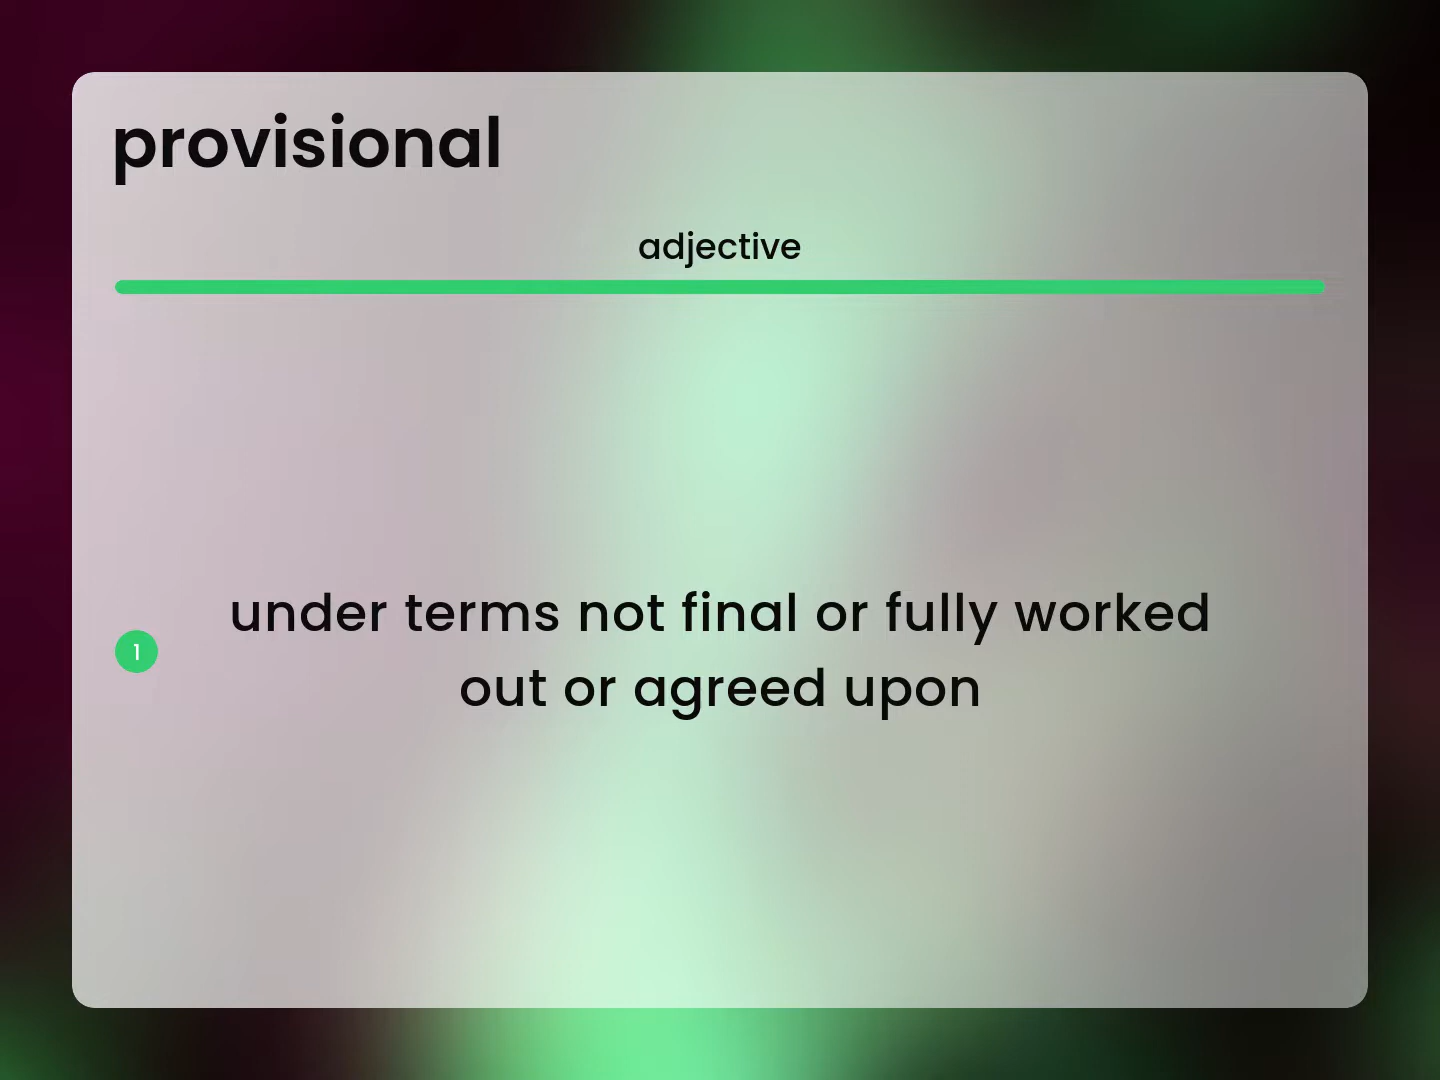 provisional
adjective
1
under terms not final or fully worked
out or agreed upon